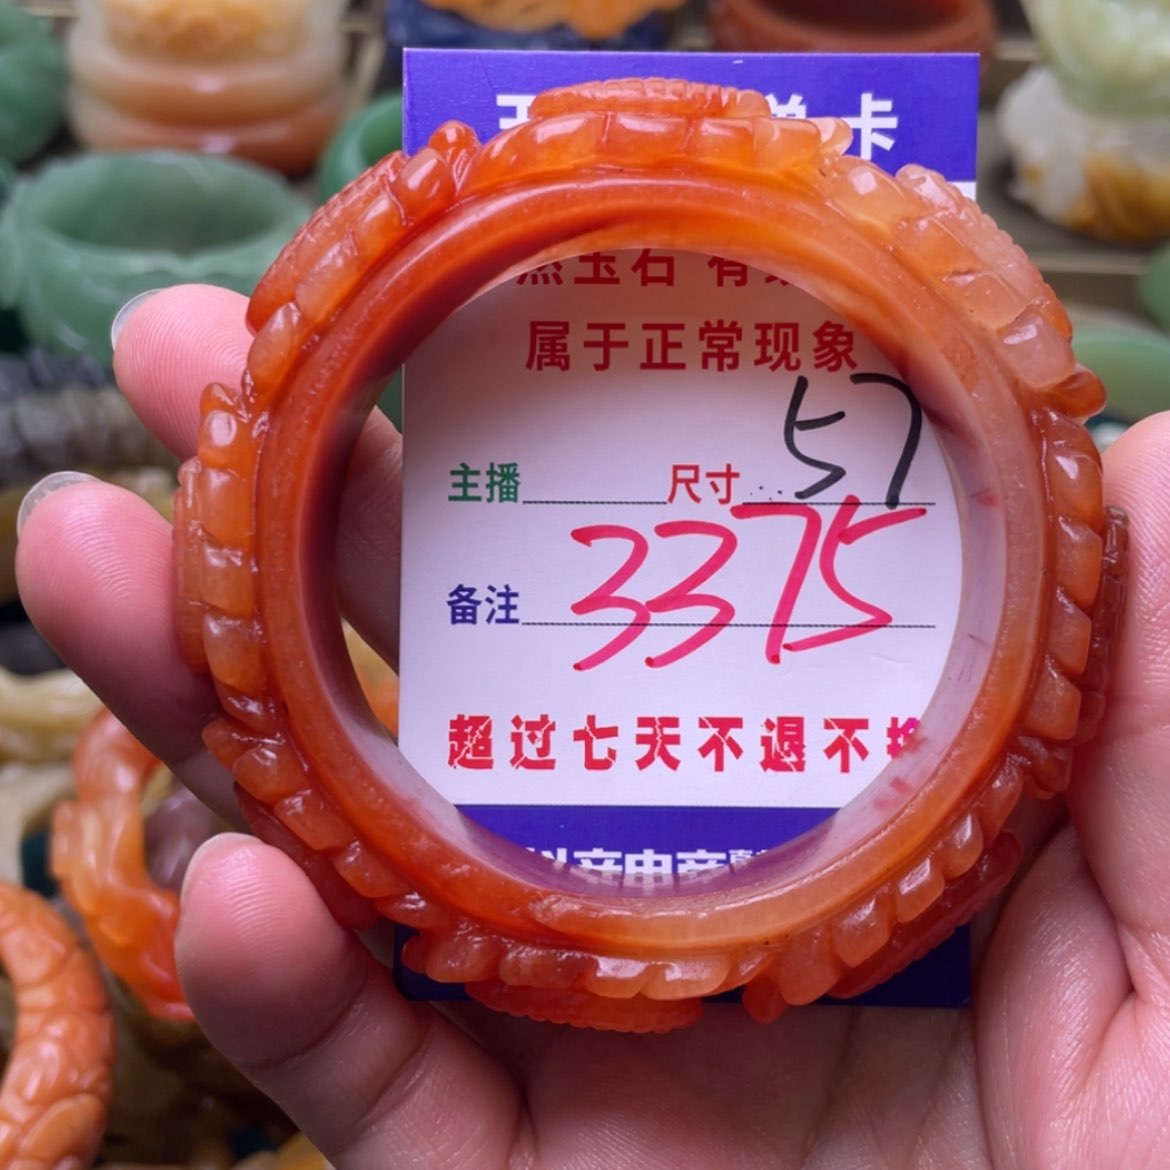 卡
然玉石 有
属于正常现象
主播 尺寸 57
备注 3375
超过七天不退不换